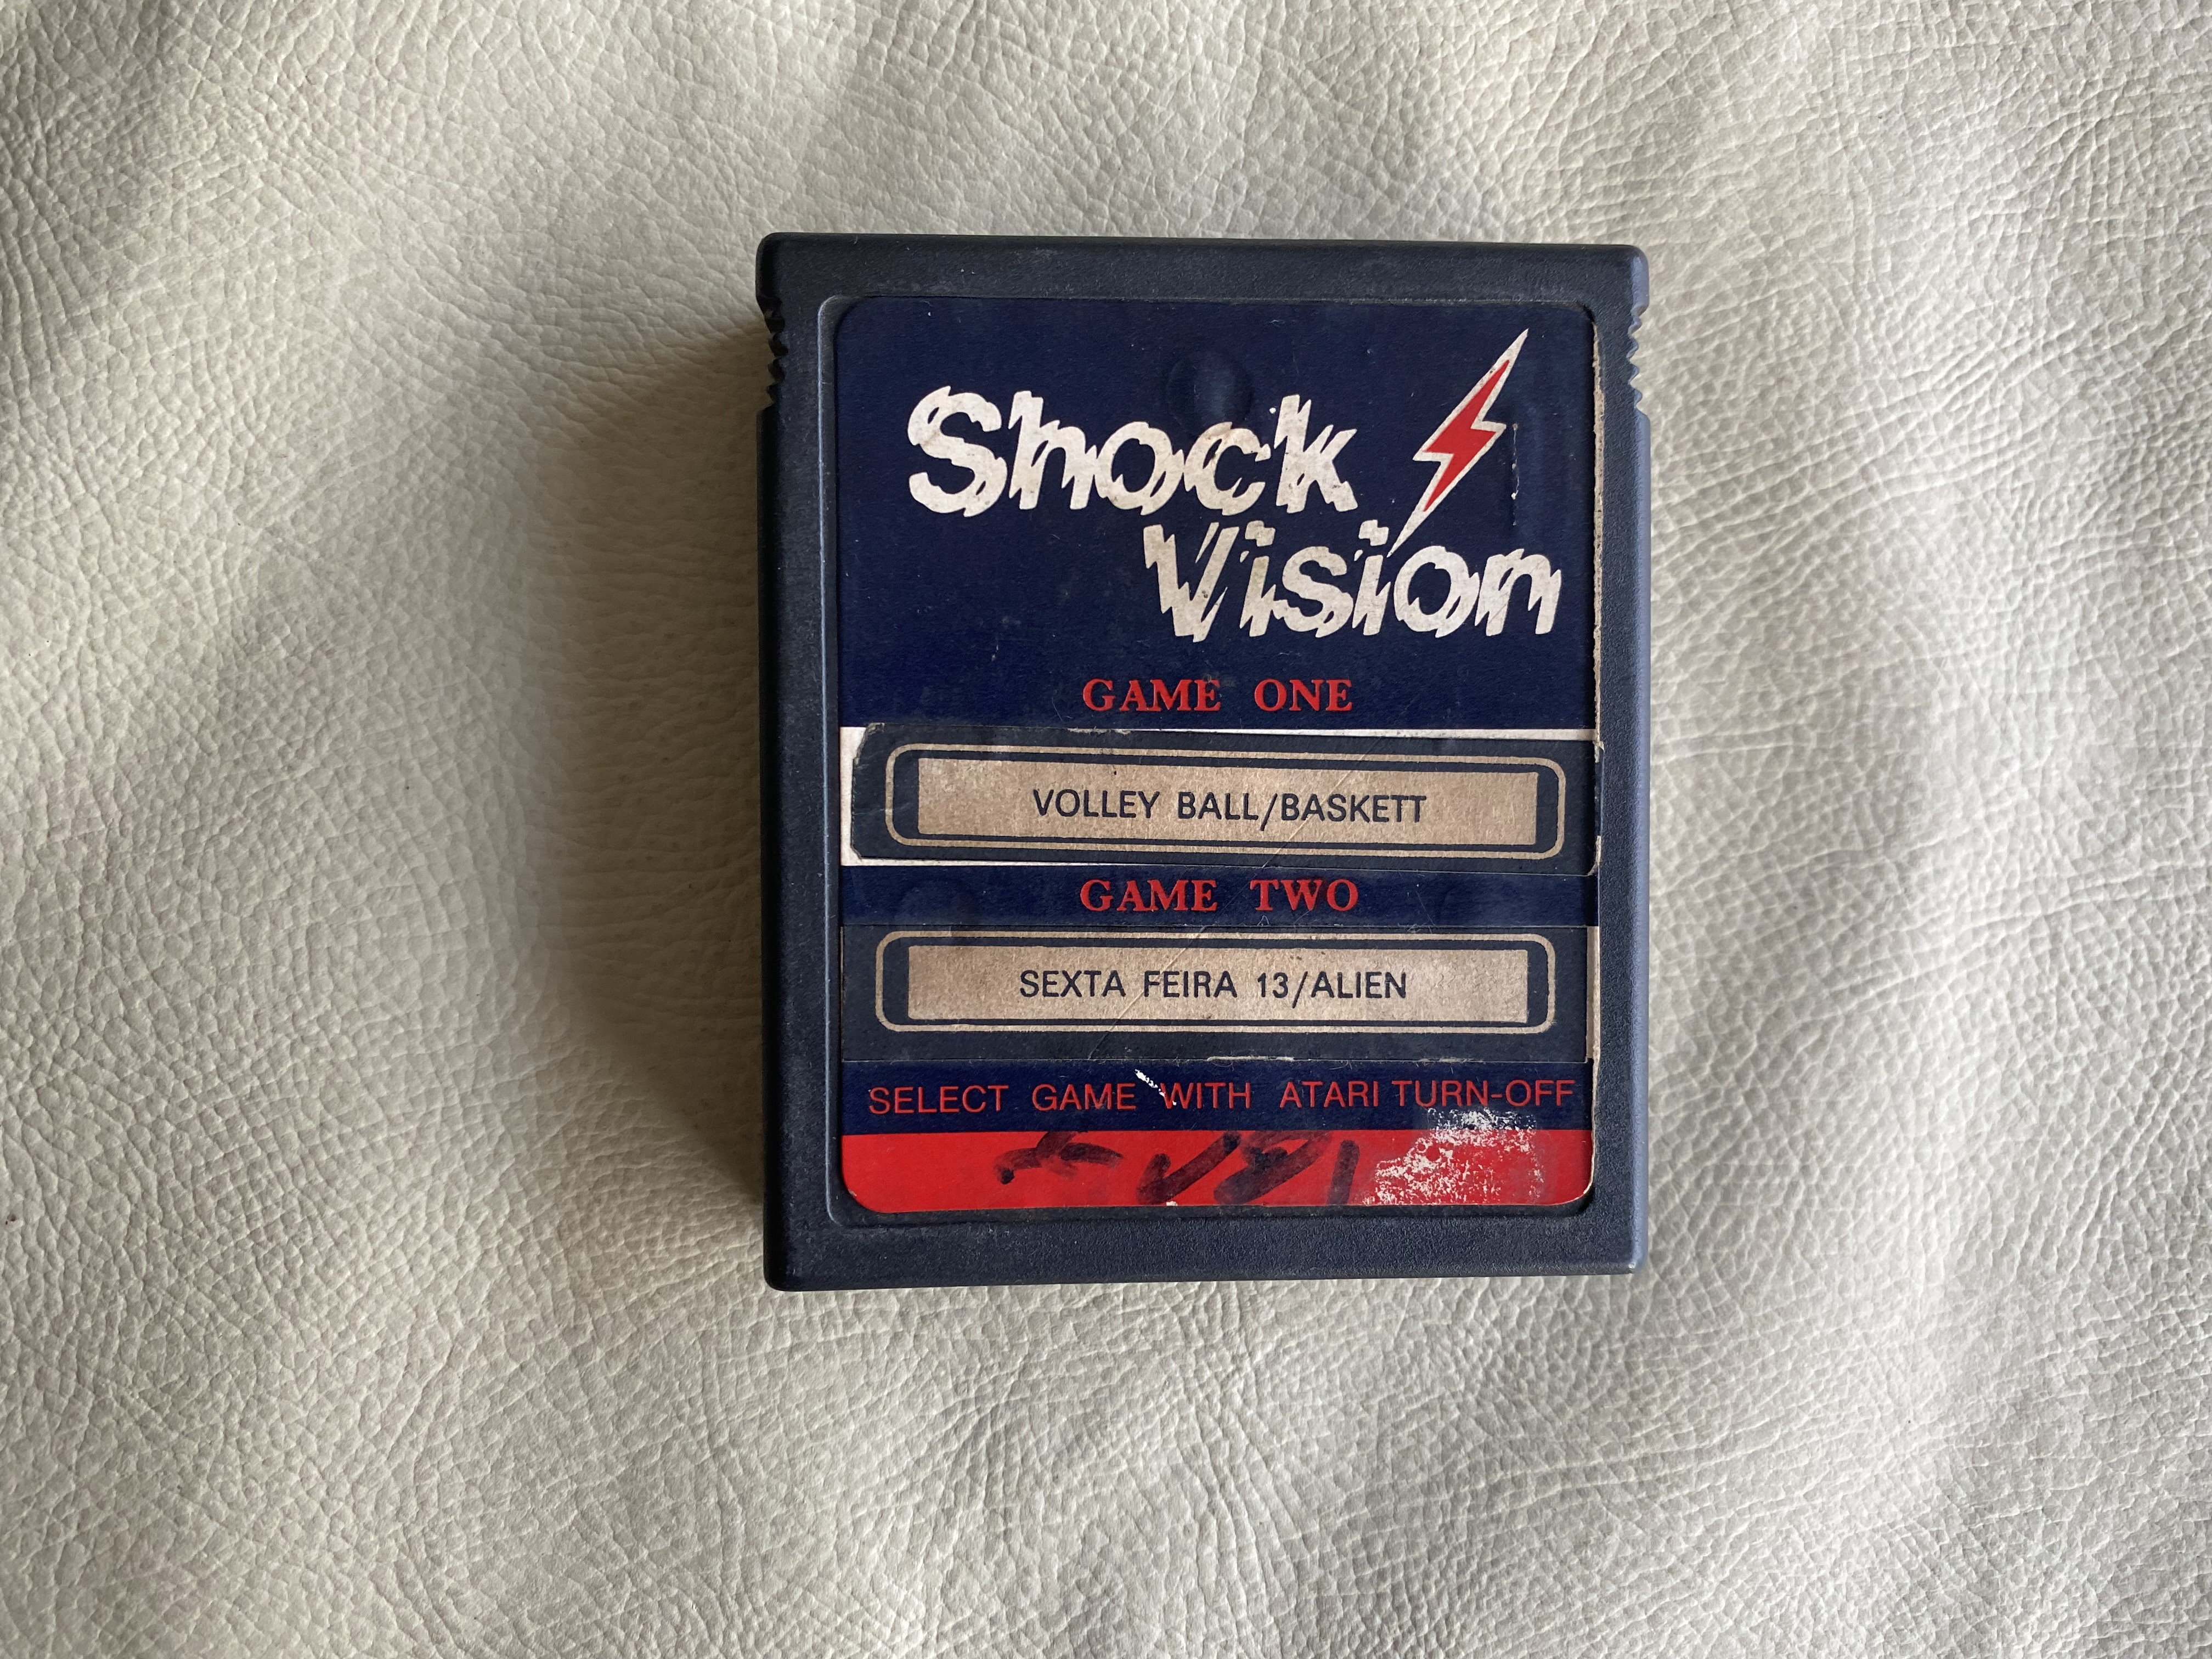 Shock
Vision
GAME ONE
VOLLEY BALL/BASKETT
GAME TWO
SEXTA FEIRA 13/ALIEN
SELECT GAME WITH ATARI TURN-OFF